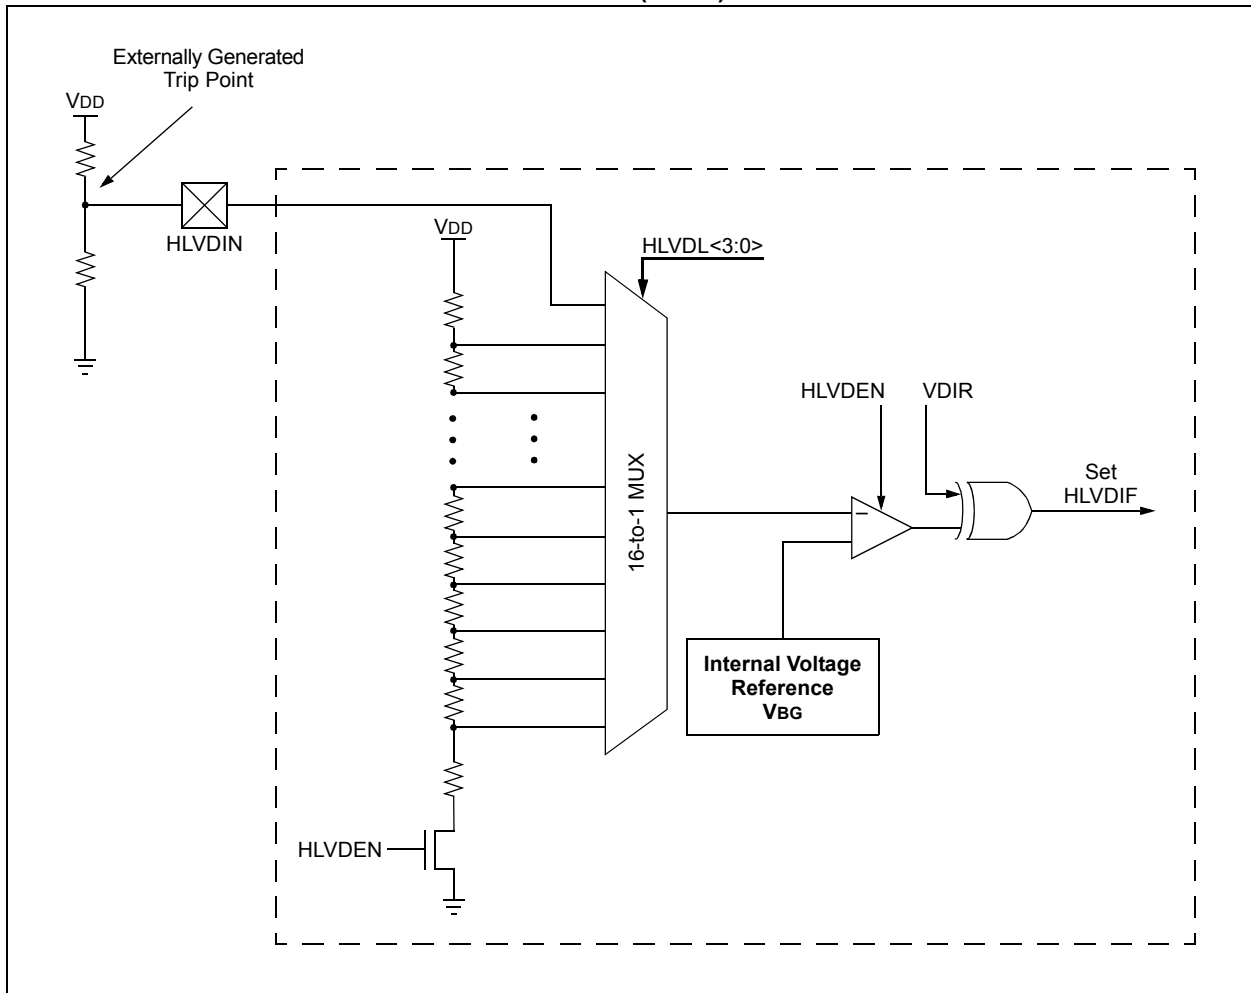 Externally Generated
Trip Point
VDD
HLVDIN
VDD
HLVDL<3:0>
16-to-1 MUX
HLVDEN
VDIR
–
Set
HLVDIF
Internal Voltage
Reference
VBG
HLVDEN